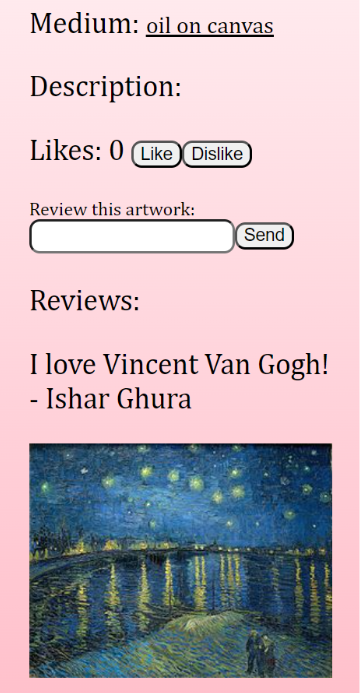 Medium: oil on canvas
Description:
Likes: 0 Like Dislike
Review this artwork:
Send
Reviews:
I love Vincent Van Gogh!
- Ishar Ghura